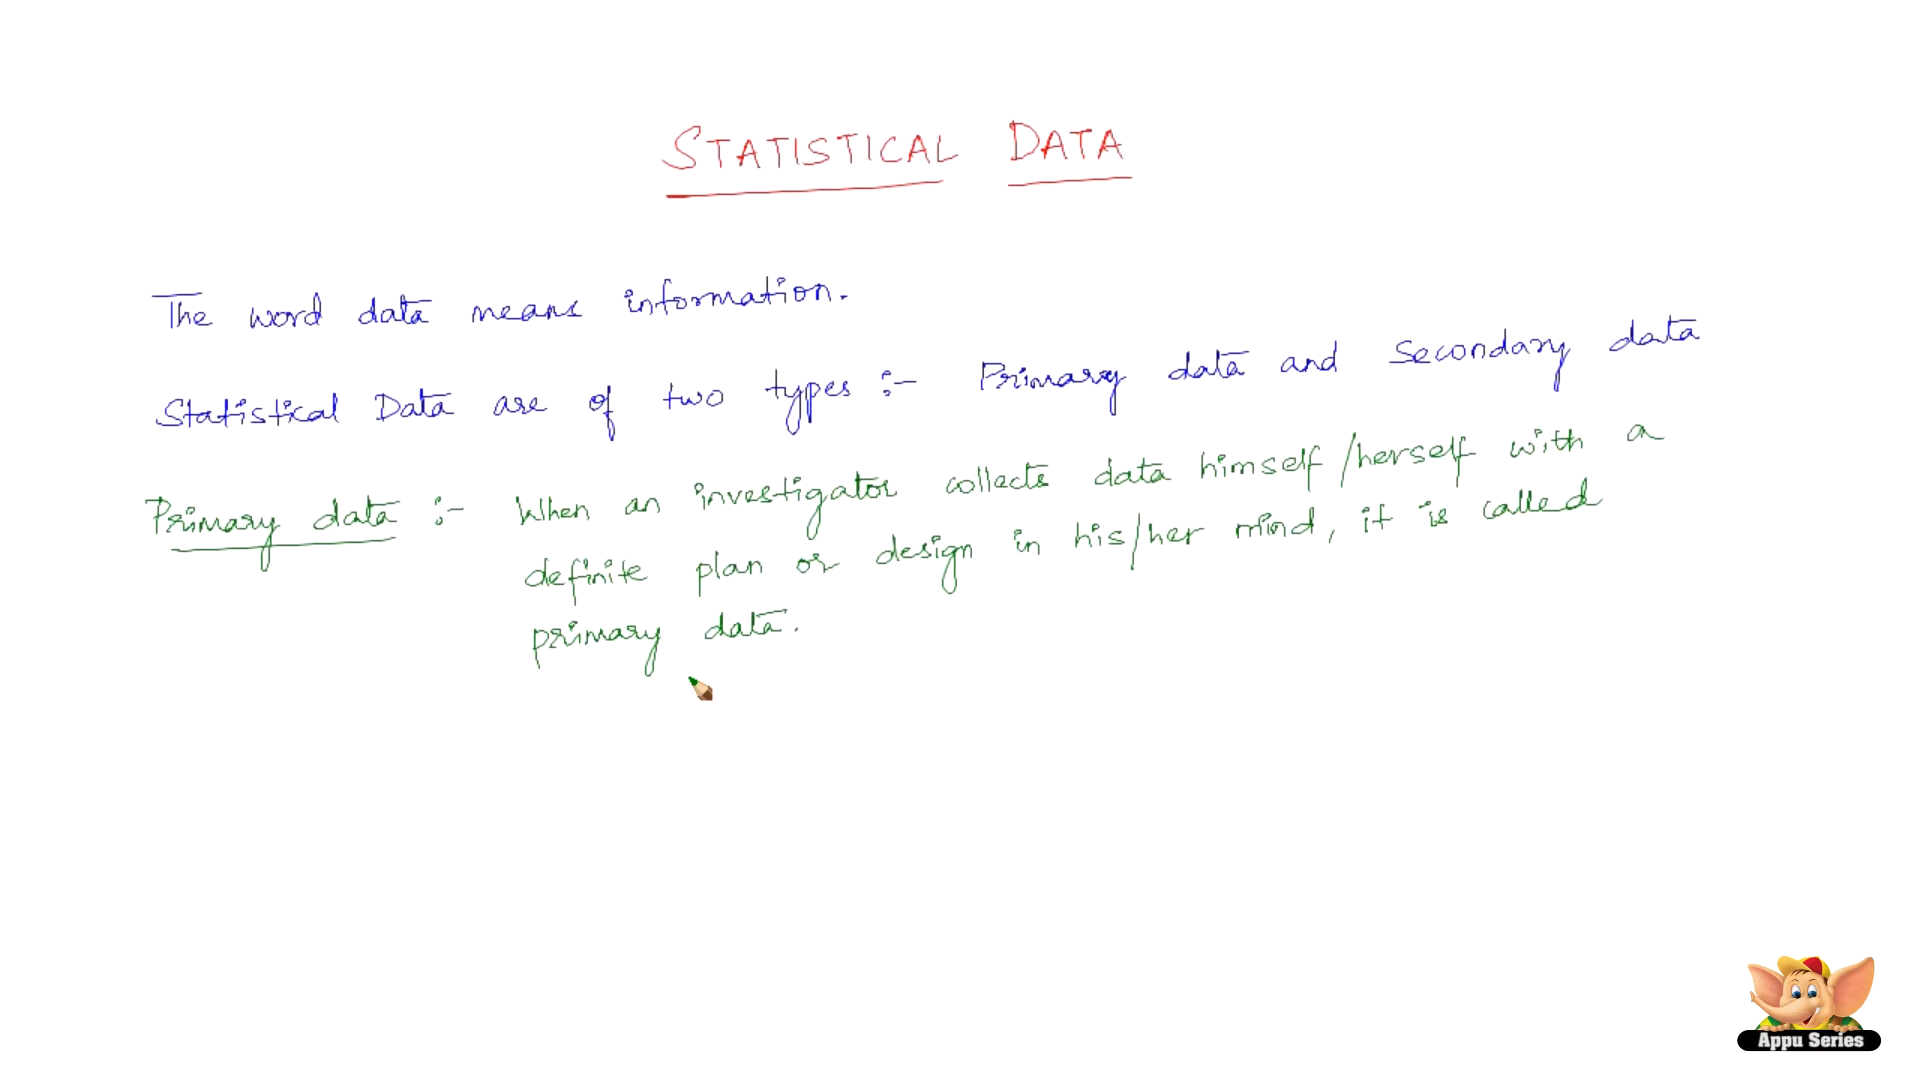 STATISTICAL DATA
The word data means information.
Statistical Data are of two types :- Primary data and Secondary data
Primary data :- When an investigator collects data himself/herself with a
definite plan or design in his/her mind, it is called
primary data.
Appu Series